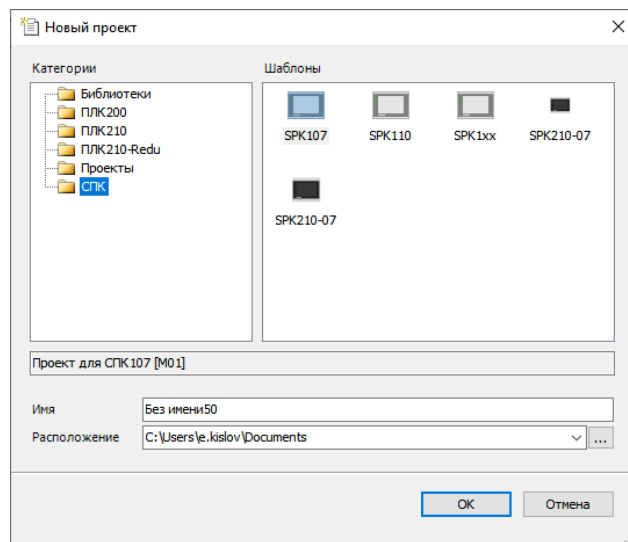 Новый проект
Категории
Шаблоны
Библиотеки
ПЛК200
ПЛК210
ПЛК210-Redu
Проекты
СПК
SPK107 SPK110 SPK1xx SPK210-07
SPK210-07
Проект для СПК107 [M01]
Имя Без имени50
Расположение C:\Users\e.kislov\Documents ...
OK Отмена